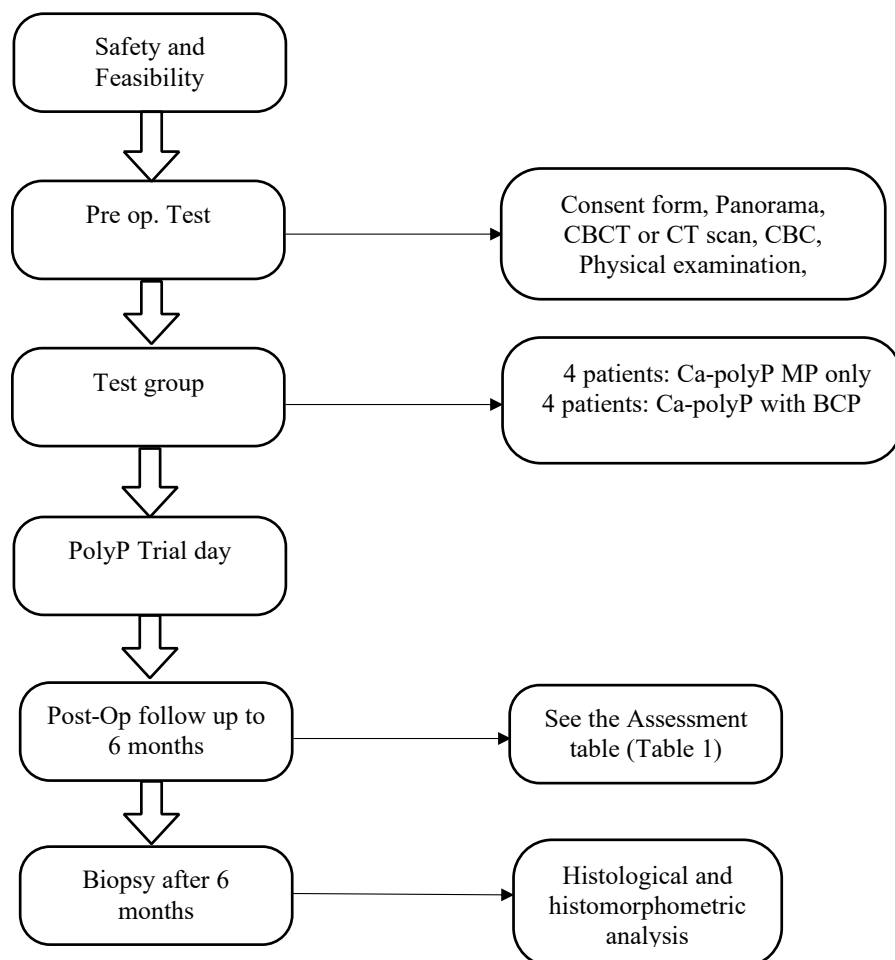 Safety and
Feasibility
Pre op. Test
Consent form, Panorama,
CBCT or CT scan, CBC,
Physical examination,
Test group
4 patients: Ca-polyP MP only
4 patients: Ca-polyP with BCP
PolyP Trial day
Post-Op follow up to
6 months
See the Assessment
table (Table 1)
Biopsy after 6
months
Histological and
histomorphometric
analysis